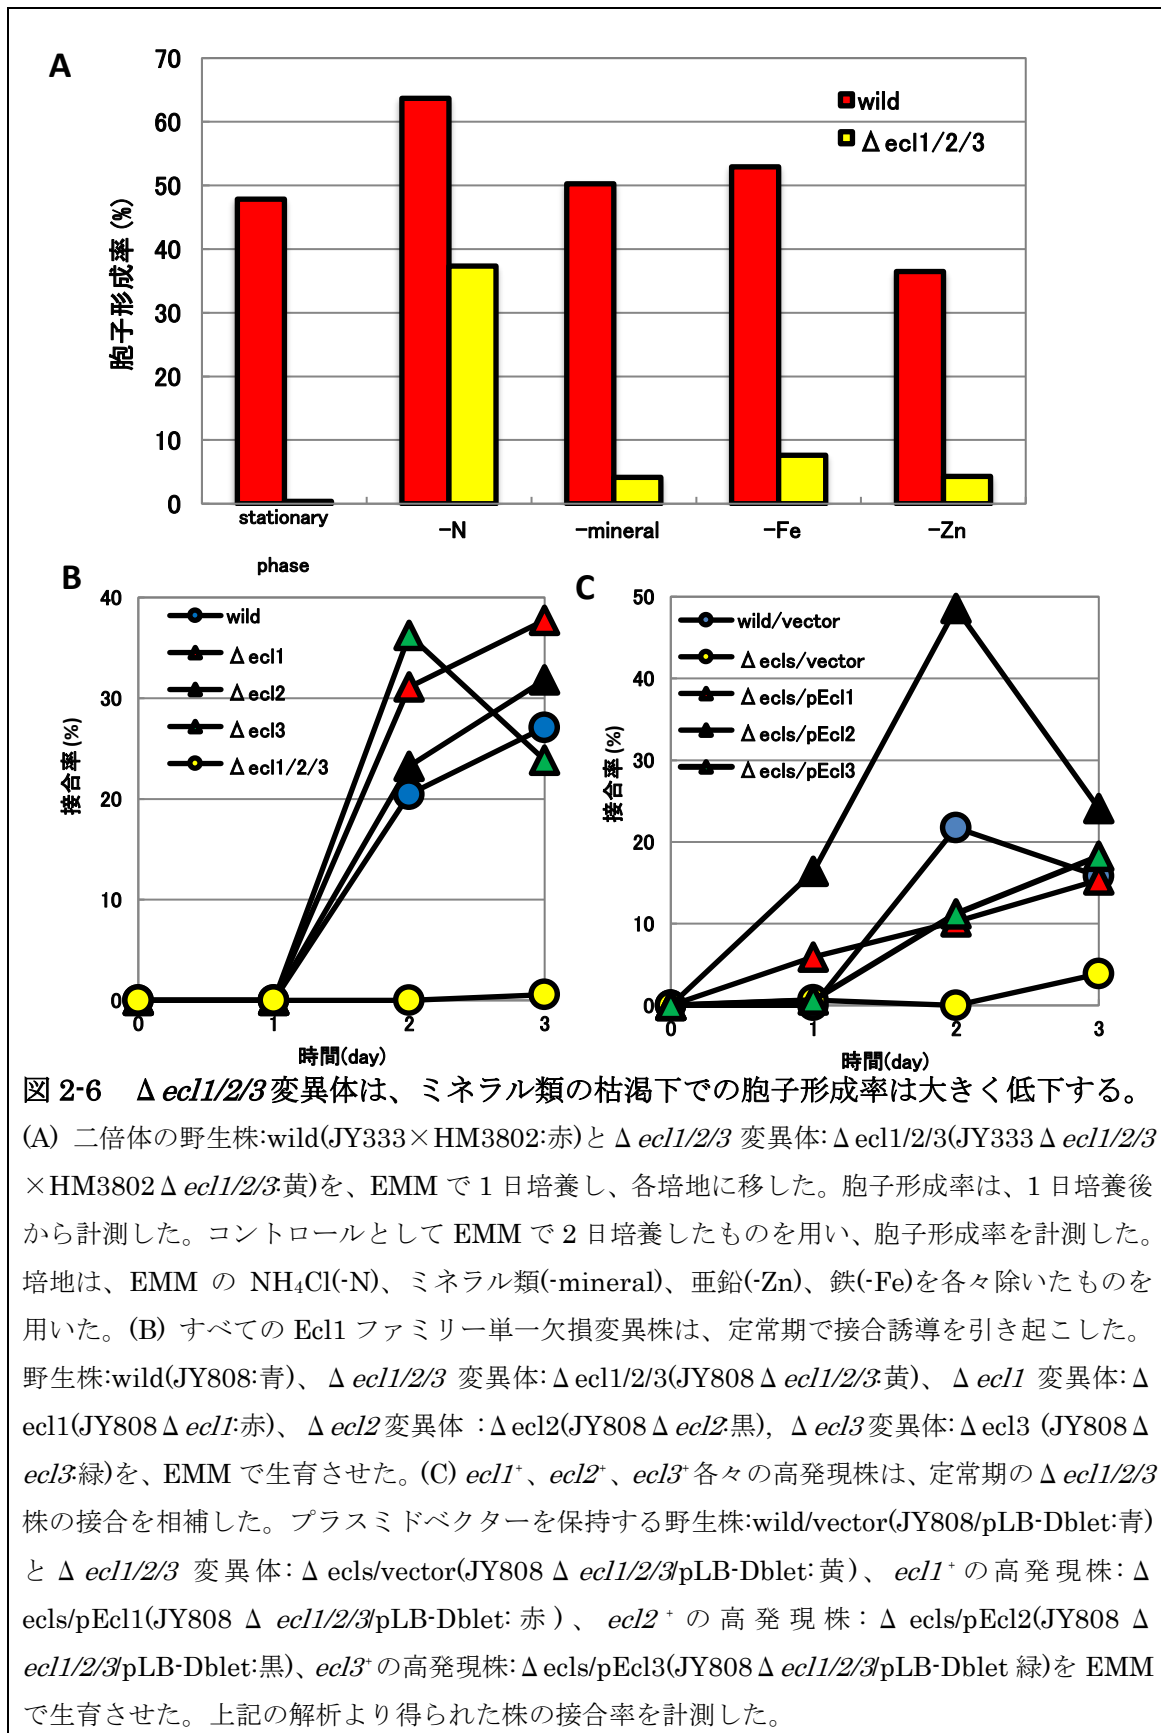 A
70
60
50
40
30
20
10
0
胞子形成率 (%)
wild
Δecl1/2/3
stationary
phase
-N
-mineral
-Fe
-Zn
B
40
30
20
10
0
接合率(%)
wild
Δecl1
Δecl2
Δecl3
Δecl1/2/3
0
1
2
3
時間(day)
C
50
40
30
20
10
0
接合率(%)
wild/vector
Δecls/vector
Δecls/pEcl1
Δecls/pEcl2
Δecls/pEcl3
0
1
2
3
時間(day)
図 2-6 Δecl1/2/3 変異体は、ミネラル類の枯渇下での胞子形成率は大きく低下する。
(A) 二倍体の野生株:wild(JY333×HM3802:赤)とΔecl1/2/3 変異体:Δecl1/2/3(JY333Δecl1/2/3
×HM3802Δecl1/2/3:黄)を、EMM で 1 日培養し、各培地に移した。胞子形成率は、1 日培養後
から計測した。コントロールとして EMM で 2 日培養したものを用い、胞子形成率を計測した。
培地は、EMM の NH₄Cl(-N)、ミネラル類(-mineral)、亜鉛(-Zn)、鉄(-Fe)を各々除いたものを
用いた。(B) すべての Ecl1 ファミリー単一欠損変異株は、定常期で接合誘導を引き起こした。
野生株:wild(JY808:青)、Δecl1/2/3 変異体:Δecl1/2/3(JY808Δecl1/2/3:黄)、Δecl1 変異体:Δ
ecl1(JY808Δecl1:赤)、Δecl2 変異体 :Δecl2(JY808Δecl2:黒), Δecl3 変異体:Δecl3 (JY808Δ
ecl3:緑)を、EMM で生育させた。(C) ecl1⁺、ecl2⁺、ecl3⁺各々の高発現株は、定常期のΔecl1/2/3
株の接合を相補した。プラスミドベクターを保持する野生株:wild/vector(JY808/pLB-Dblet:青)
とΔecl1/2/3 変異体:Δecls/vector(JY808 Δecl1/2/3/pLB-Dblet:黄)、ecl1⁺の高発現株:Δ
ecls/pEcl1(JY808 Δ ecl1/2/3/pLB-Dblet: 赤 )、 ecl2⁺ の高発現株:Δ ecls/pEcl2(JY808 Δ
ecl1/2/3/pLB-Dblet:黒)、ecl3⁺の高発現株:Δecls/pEcl3(JY808Δecl1/2/3/pLB-Dblet 緑)を EMM
で生育させた。上記の解析より得られた株の接合率を計測した。